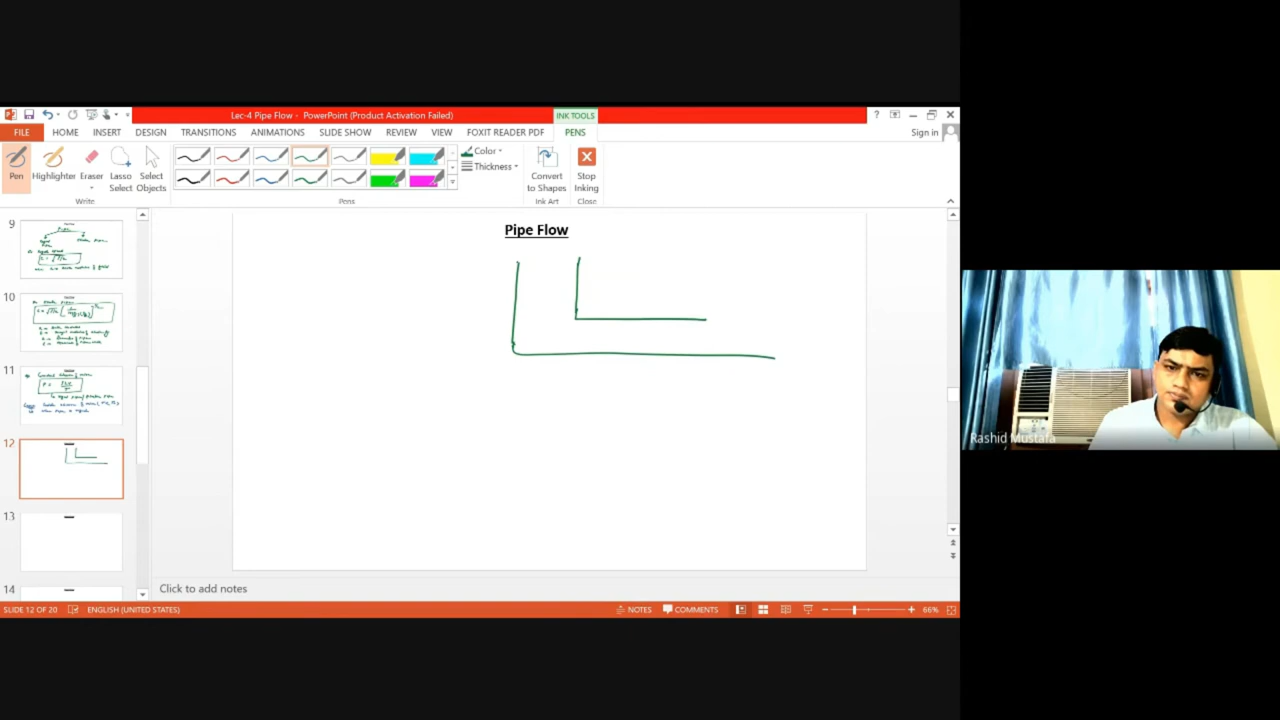 Lec-4 Pipe Flow - PowerPoint (Product Activation Failed)
INK TOOLS
FILE HOME INSERT DESIGN TRANSITIONS ANIMATIONS SLIDE SHOW REVIEW VIEW FOXIT READER PDF PENS
Sign in
Pen Highlighter Eraser Lasso Select Select Objects
Color
Thickness
Convert to Shapes
Stop Inking
Write Pens Ink Art Close
9
10
11
12
13
14
Pipe Flow
Rashid Mustafa
Click to add notes
SLIDE 12 OF 20 ENGLISH (UNITED STATES) NOTES COMMENTS 66%